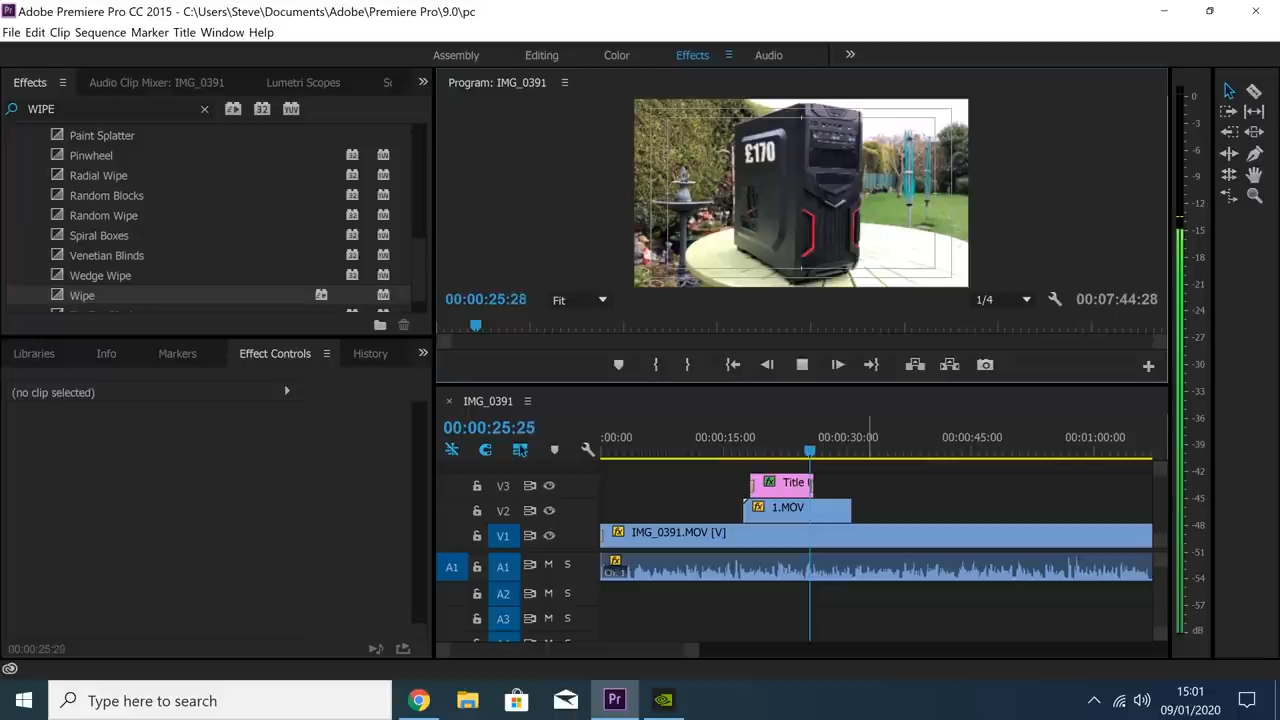 Adobe Premiere Pro CC 2015 - C:\Users\Steve\Documents\Adobe\Premiere Pro\9.0\pc
File Edit Clip Sequence Marker Title Window Help
Assembly Editing Color Effects Audio
Effects Audio Clip Mixer: IMG_0391 Lumetri Scopes
Program: IMG_0391
WIPE
Paint Splatter
Pinwheel
Radial Wipe
Random Blocks
Random Wipe
Spiral Boxes
Venetian Blinds
Wedge Wipe
Wipe
£170
00:00:25:28 Fit 1/4 00:07:44:28
Libraries Info Markers Effect Controls History
(no clip selected)
00:00:25:29
IMG_0391
00:00:25:25
:00:00 00:00:15:00 00:00:30:00 00:00:45:00 00:01:00:00
V3 Title
V2 1.MOV
V1 IMG_0391.MOV [V]
A1 A1 M S Ch. 1
A2 M S
A3 M S
0
-3
-6
-9
-12
-15
-18
-21
-24
-27
-30
-33
-36
-39
-42
-45
-48
-51
-54
-57
dB
Type here to search
15:01
09/01/2020